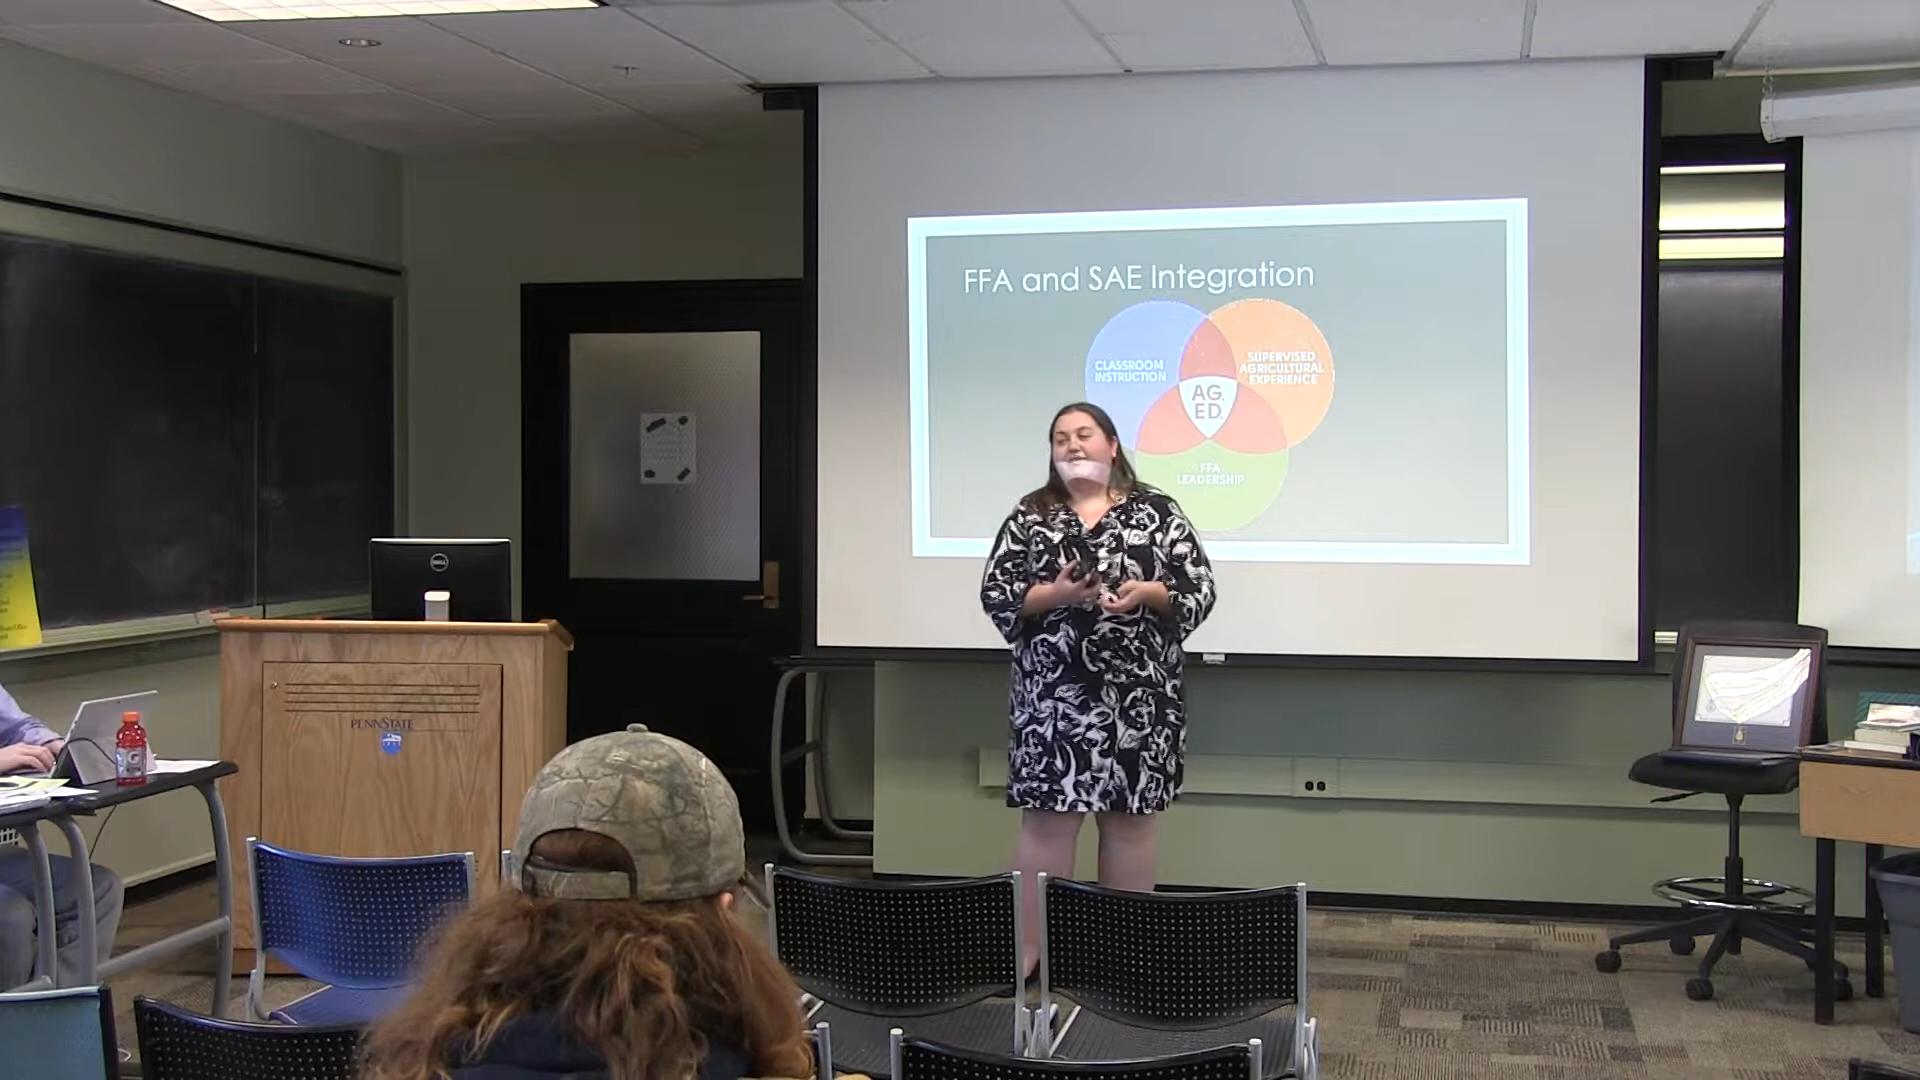 FFA and SAE Integration
CLASSROOM
INSTRUCTION
SUPERVISED
AGRICULTURAL
EXPERIENCE
AG.
ED.
FFA
LEADERSHIP
DELL
PENNSTATE
G